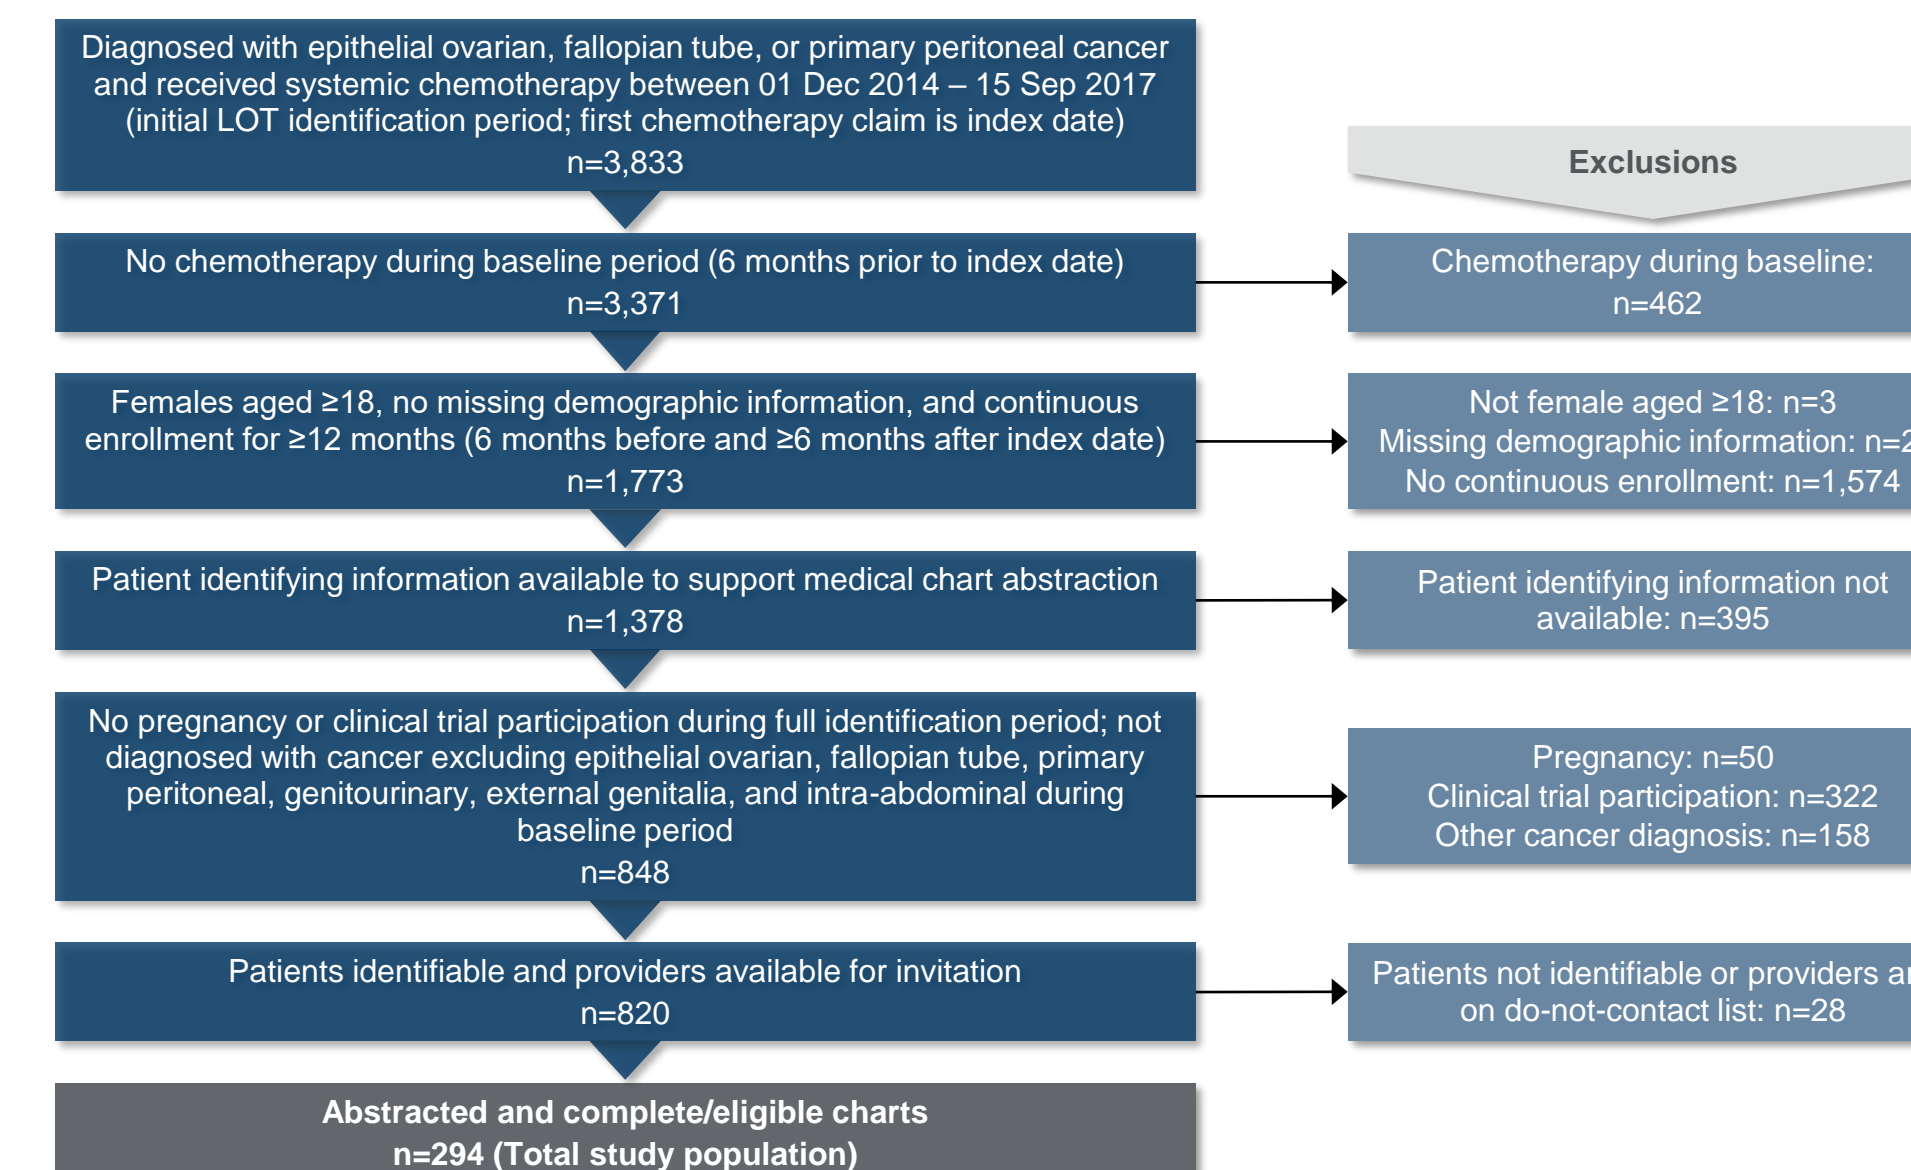 Diagnosed with epithelial ovarian, fallopian tube, or primary peritoneal cancer
and received systemic chemotherapy between 01 Dec 2014 – 15 Sep 2017
(initial LOT identification period; first chemotherapy claim is index date)
n=3,833
Exclusions
No chemotherapy during baseline period (6 months prior to index date)
n=3,371
Chemotherapy during baseline:
n=462
Females aged ≥18, no missing demographic information, and continuous
enrollment for ≥12 months (6 months before and ≥6 months after index date)
n=1,773
Not female aged ≥18: n=3
Missing demographic information: n=2
No continuous enrollment: n=1,574
Patient identifying information available to support medical chart abstraction
n=1,378
Patient identifying information not
available: n=395
No pregnancy or clinical trial participation during full identification period; not
diagnosed with cancer excluding epithelial ovarian, fallopian tube, primary
peritoneal, genitourinary, external genitalia, and intra-abdominal during
baseline period
n=848
Pregnancy: n=50
Clinical trial participation: n=322
Other cancer diagnosis: n=158
Patients identifiable and providers available for invitation
n=820
Patients not identifiable or providers
on do-not-contact list: n=28
Abstracted and complete/eligible charts
n=294 (Total study population)